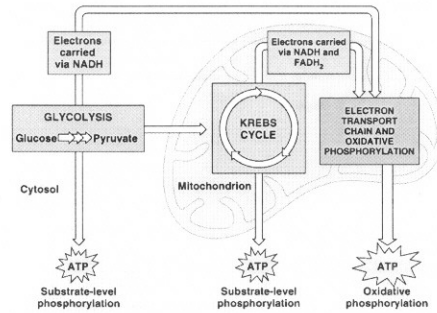 Electrons
carried
via NADH
Electrons carried
via NADH and
FADH₂
GLYCOLYSIS
Glucose Pyruvate
KREBS
CYCLE
ELECTRON
TRANSPORT
CHAIN AND
OXIDATIVE
PHOSPHORYLATION
Cytosol
Mitochondrion
ATP
ATP
ATP
Substrate-level
phosphorylation
Substrate-level
phosphorylation
Oxidative
phosphorylation